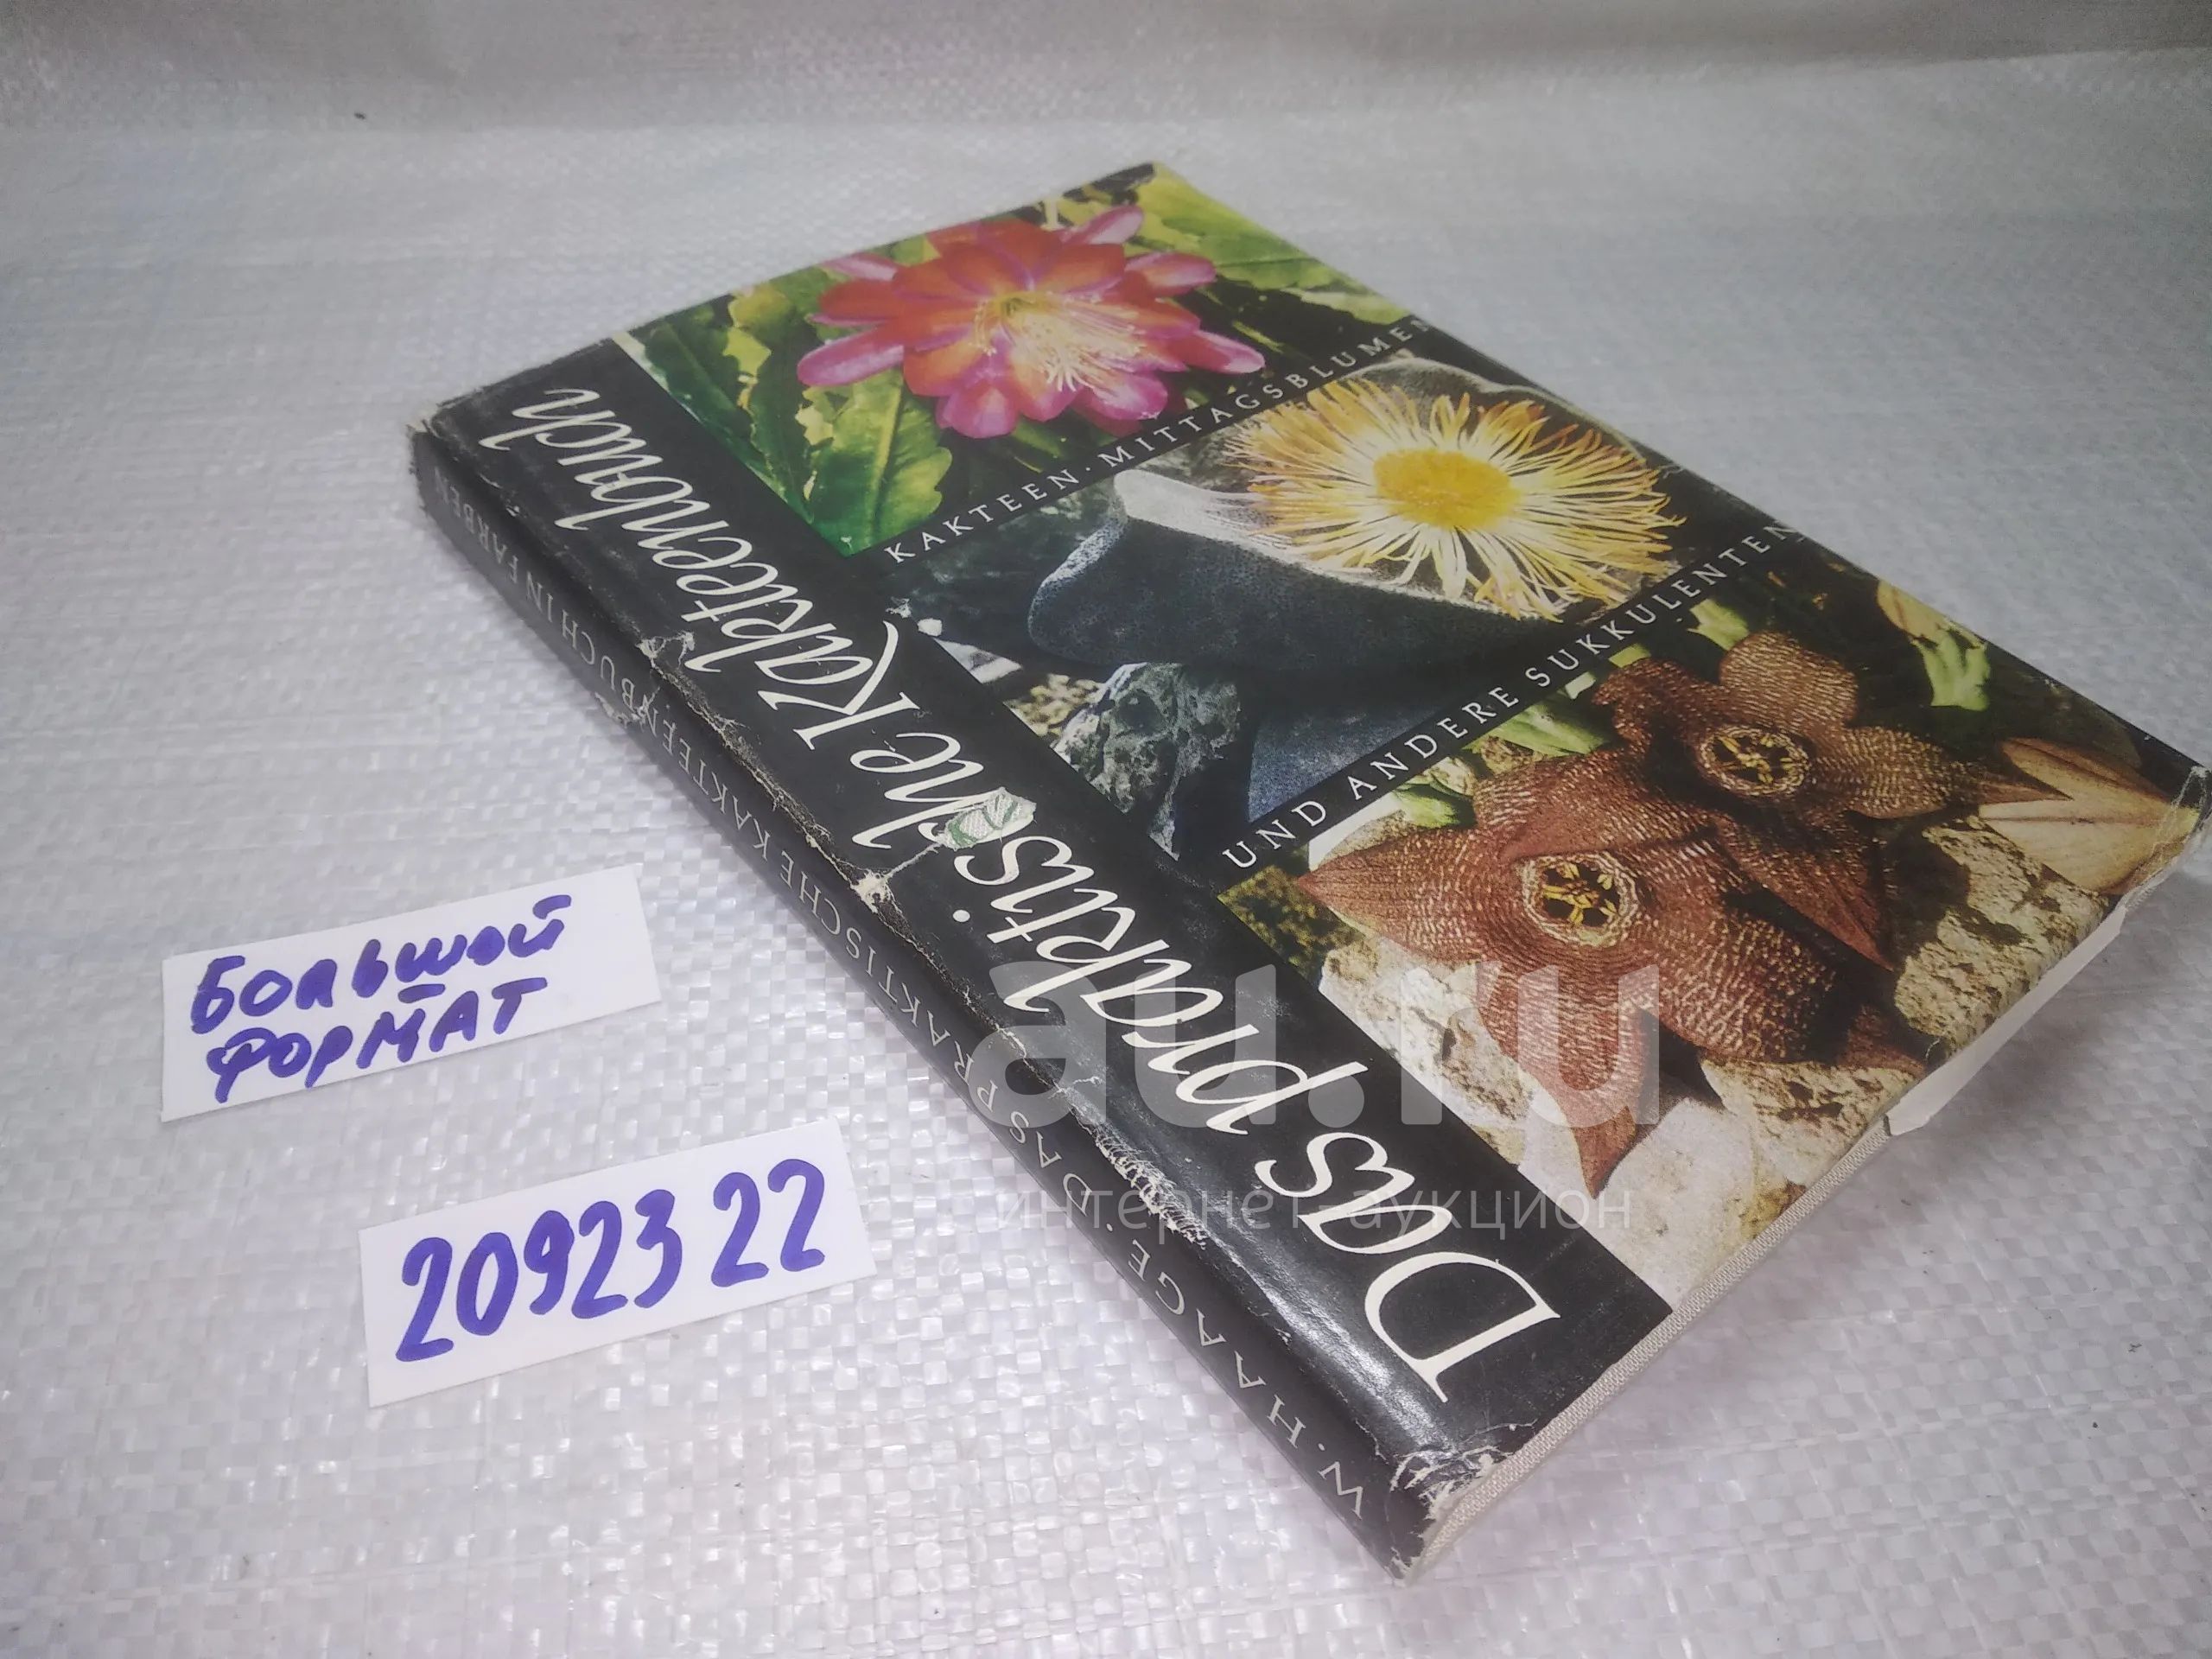 Das praktische Kakteenbuch
KAKTEEN · MITTAGSBLUMEN
UND ANDERE SUKKULENTEN
W. HAAGE · DAS PRAKTISCHE KAKTEENBUCH IN FARBEN
БОЛЬШОЙ
ФОРМАТ
2092322
au.ru
интернет-аукцион